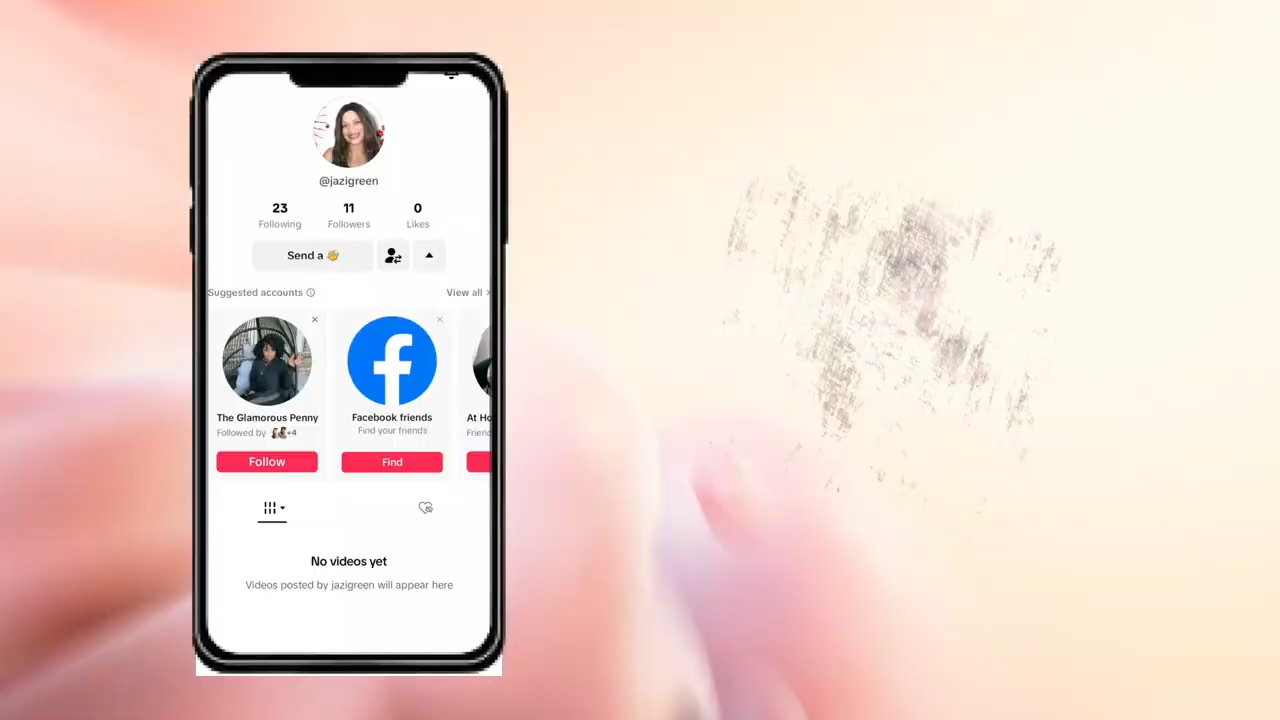 @jazigreen
23 11 0
Following Followers Likes
Send a 👋
Suggested accounts View all >
The Glamorous Penny Facebook friends At Ho
Followed by +4 Find your friends Friend
Follow Find
No videos yet
Videos posted by jazigreen will appear here